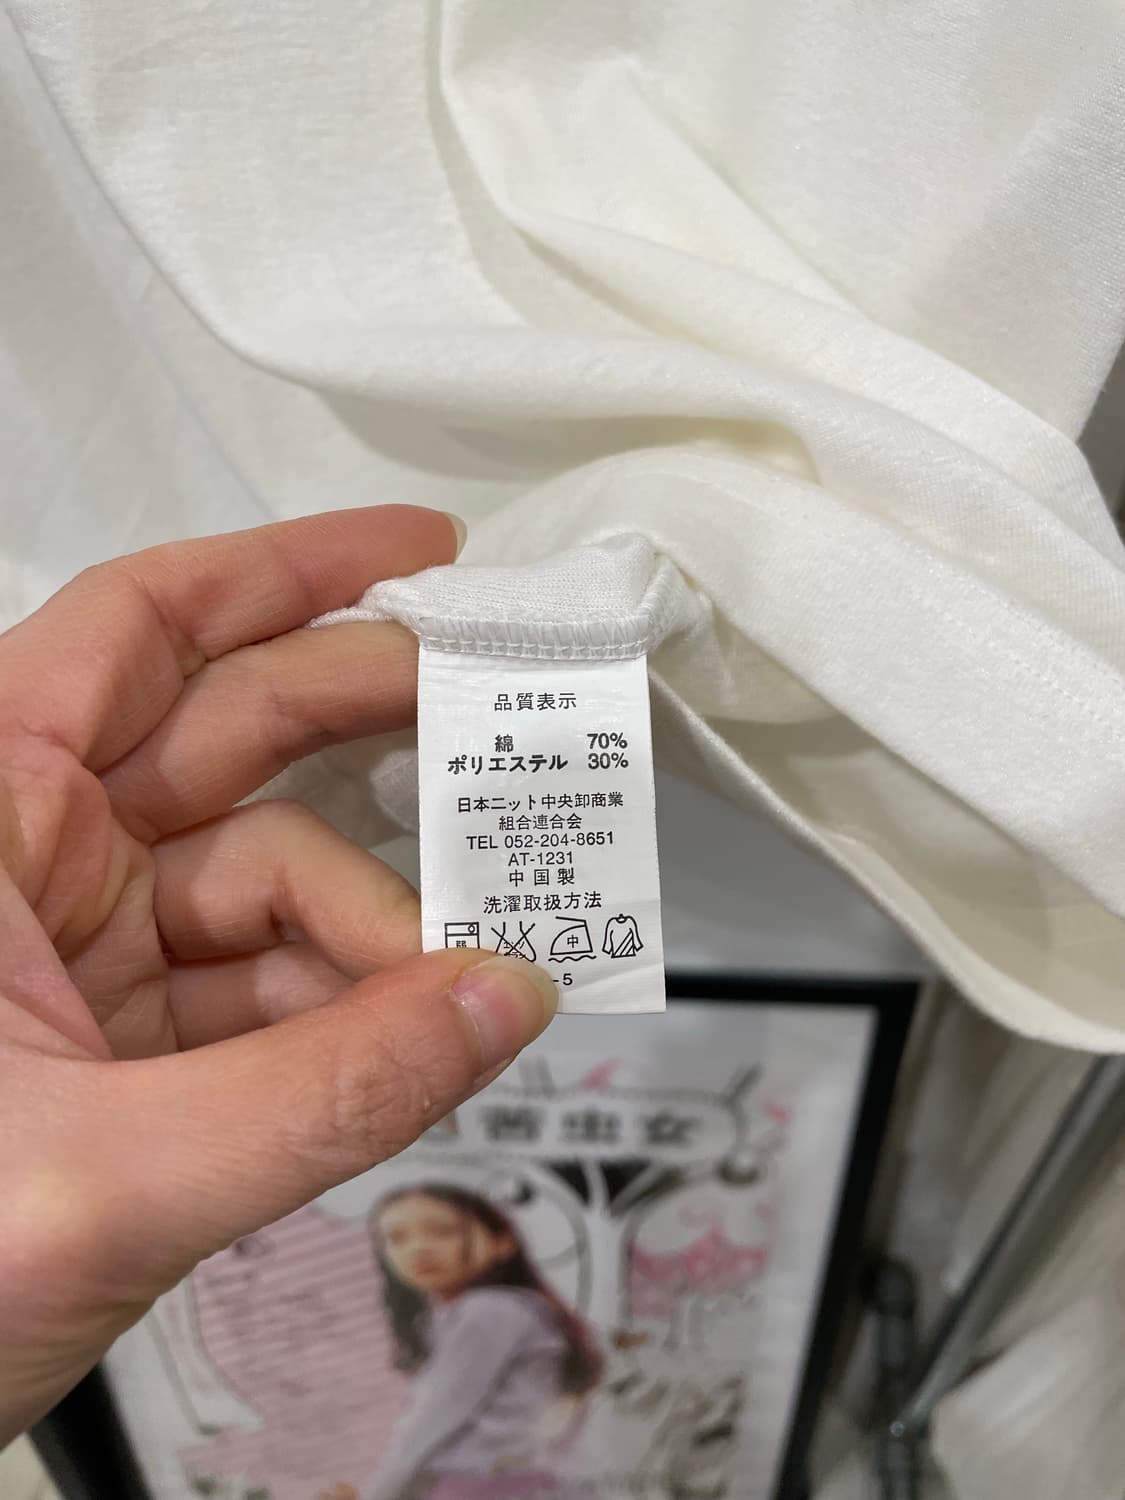 品質表示
綿 70%
ポリエステル 30%
日本ニット中央卸商業
組合連合会
TEL 052-204-8651
AT-1231
中国製
洗濯取扱方法
中
-5